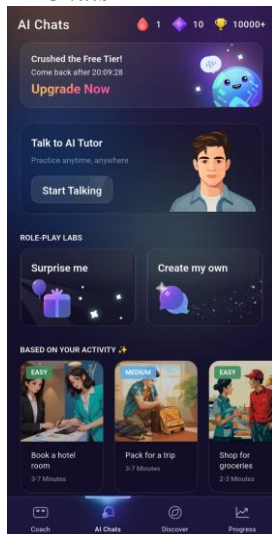 AI Chats
1
10
10000+
Crushed the Free Tier!
Come back after 20:09:28
Upgrade Now
Talk to AI Tutor
Practice anytime, anywhere
Start Talking
ROLE-PLAY LABS
Surprise me
Create my own
BASED ON YOUR ACTIVITY ✨
EASY
MEDIUM
EASY
Book a hotel
room
3-7 Minutes
Pack for a trip
3-7 Minutes
Shop for
groceries
2-3 Minutes
Coach
AI Chats
Discover
Progress